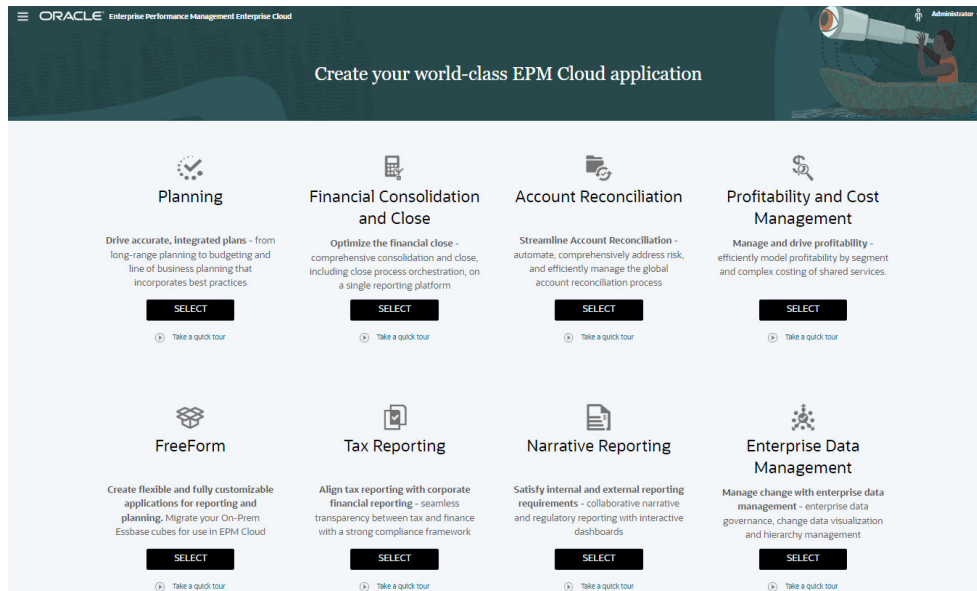 ORACLE Enterprise Performance Management Enterprise Cloud
Administrator
Create your world-class EPM Cloud application
Planning
Drive accurate, integrated plans - from
long-range planning to budgeting and
line of business planning that
incorporates best practices
SELECT
Take a quick tour
Financial Consolidation
and Close
Optimize the financial close -
comprehensive consolidation and close,
including close process orchestration, on
a single reporting platform
SELECT
Take a quick tour
Account Reconciliation
Streamline Account Reconciliation -
automate, comprehensively address risk,
and efficiently manage the global
account reconciliation process
SELECT
Take a quick tour
Profitability and Cost
Management
Manage and drive profitability -
efficiently model profitability by segment
and complex costing of shared services.
SELECT
Take a quick tour
FreeForm
Create flexible and fully customizable
applications for reporting and
planning. Migrate your On-Prem
Essbase cubes for use in EPM Cloud
SELECT
Take a quick tour
Tax Reporting
Align tax reporting with corporate
financial reporting - seamless
transparency between tax and finance
with a strong compliance framework
SELECT
Take a quick tour
Narrative Reporting
Satisfy internal and external reporting
requirements - collaborative narrative
and regulatory reporting with interactive
dashboards
SELECT
Take a quick tour
Enterprise Data
Management
Manage change with enterprise data
management - enterprise data
governance, change data visualization
and hierarchy management
SELECT
Take a quick tour